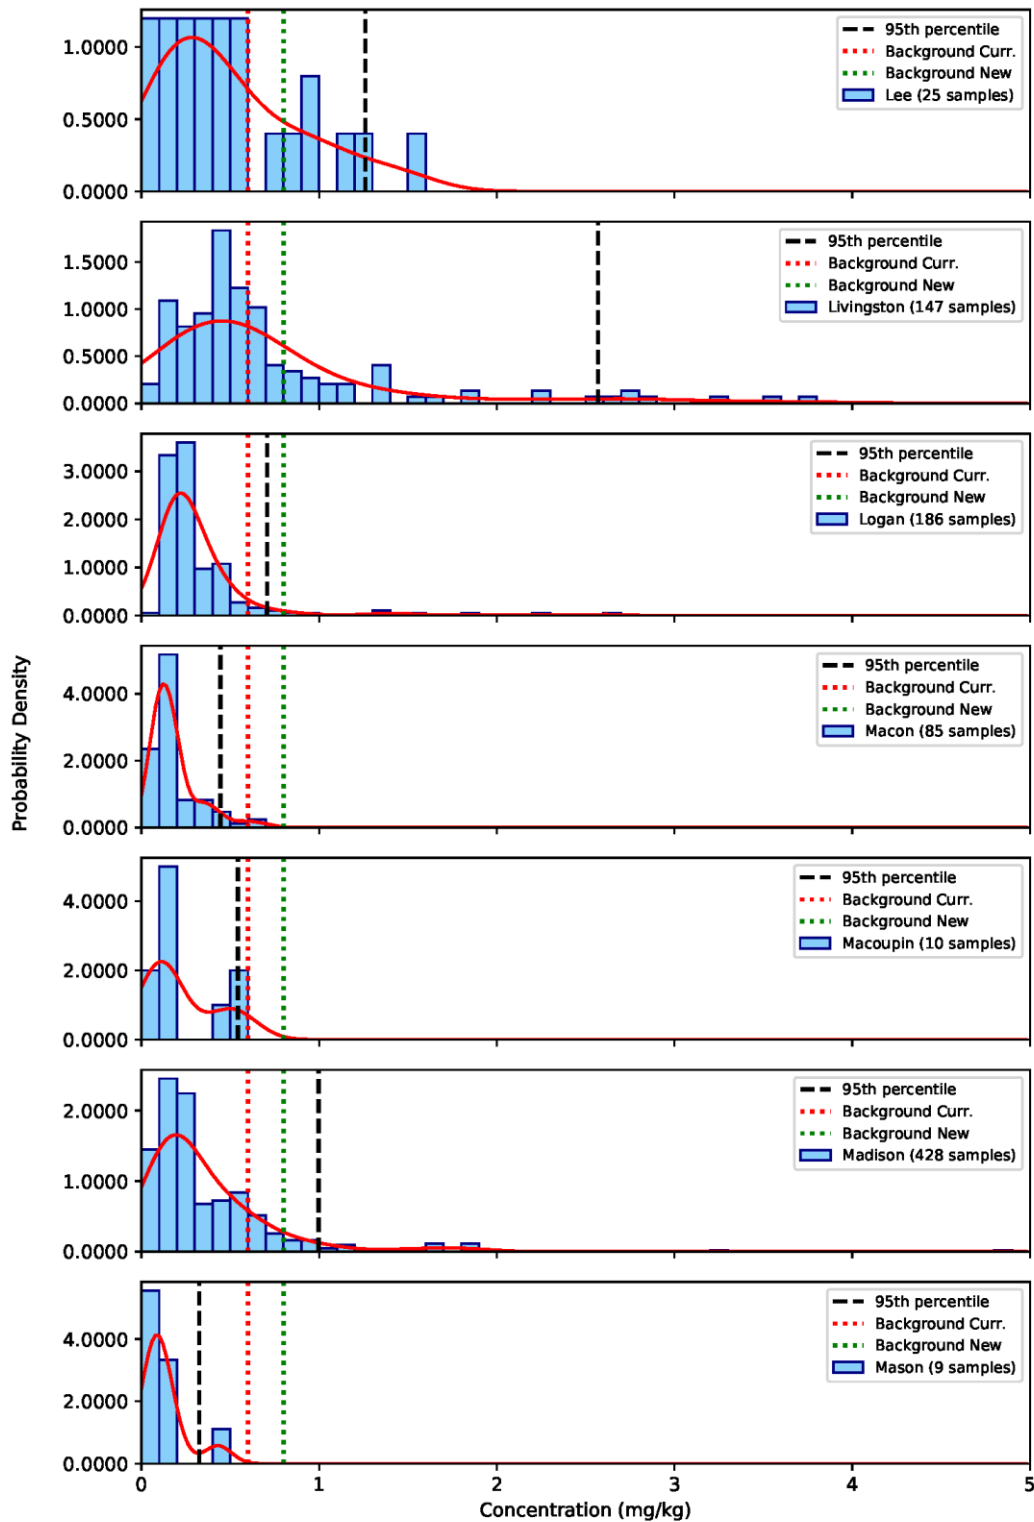 1.0000
0.5000
0.0000
95th percentile
Background Curr.
Background New
Lee (25 samples)
1.5000
1.0000
0.5000
0.0000
95th percentile
Background Curr.
Background New
Livingston (147 samples)
3.0000
2.0000
1.0000
0.0000
95th percentile
Background Curr.
Background New
Logan (186 samples)
Probability Density
4.0000
2.0000
0.0000
95th percentile
Background Curr.
Background New
Macon (85 samples)
4.0000
2.0000
0.0000
95th percentile
Background Curr.
Background New
Macoupin (10 samples)
2.0000
1.0000
0.0000
95th percentile
Background Curr.
Background New
Madison (428 samples)
4.0000
2.0000
0.0000
95th percentile
Background Curr.
Background New
Mason (9 samples)
0 1 2 3 4 5
Concentration (mg/kg)